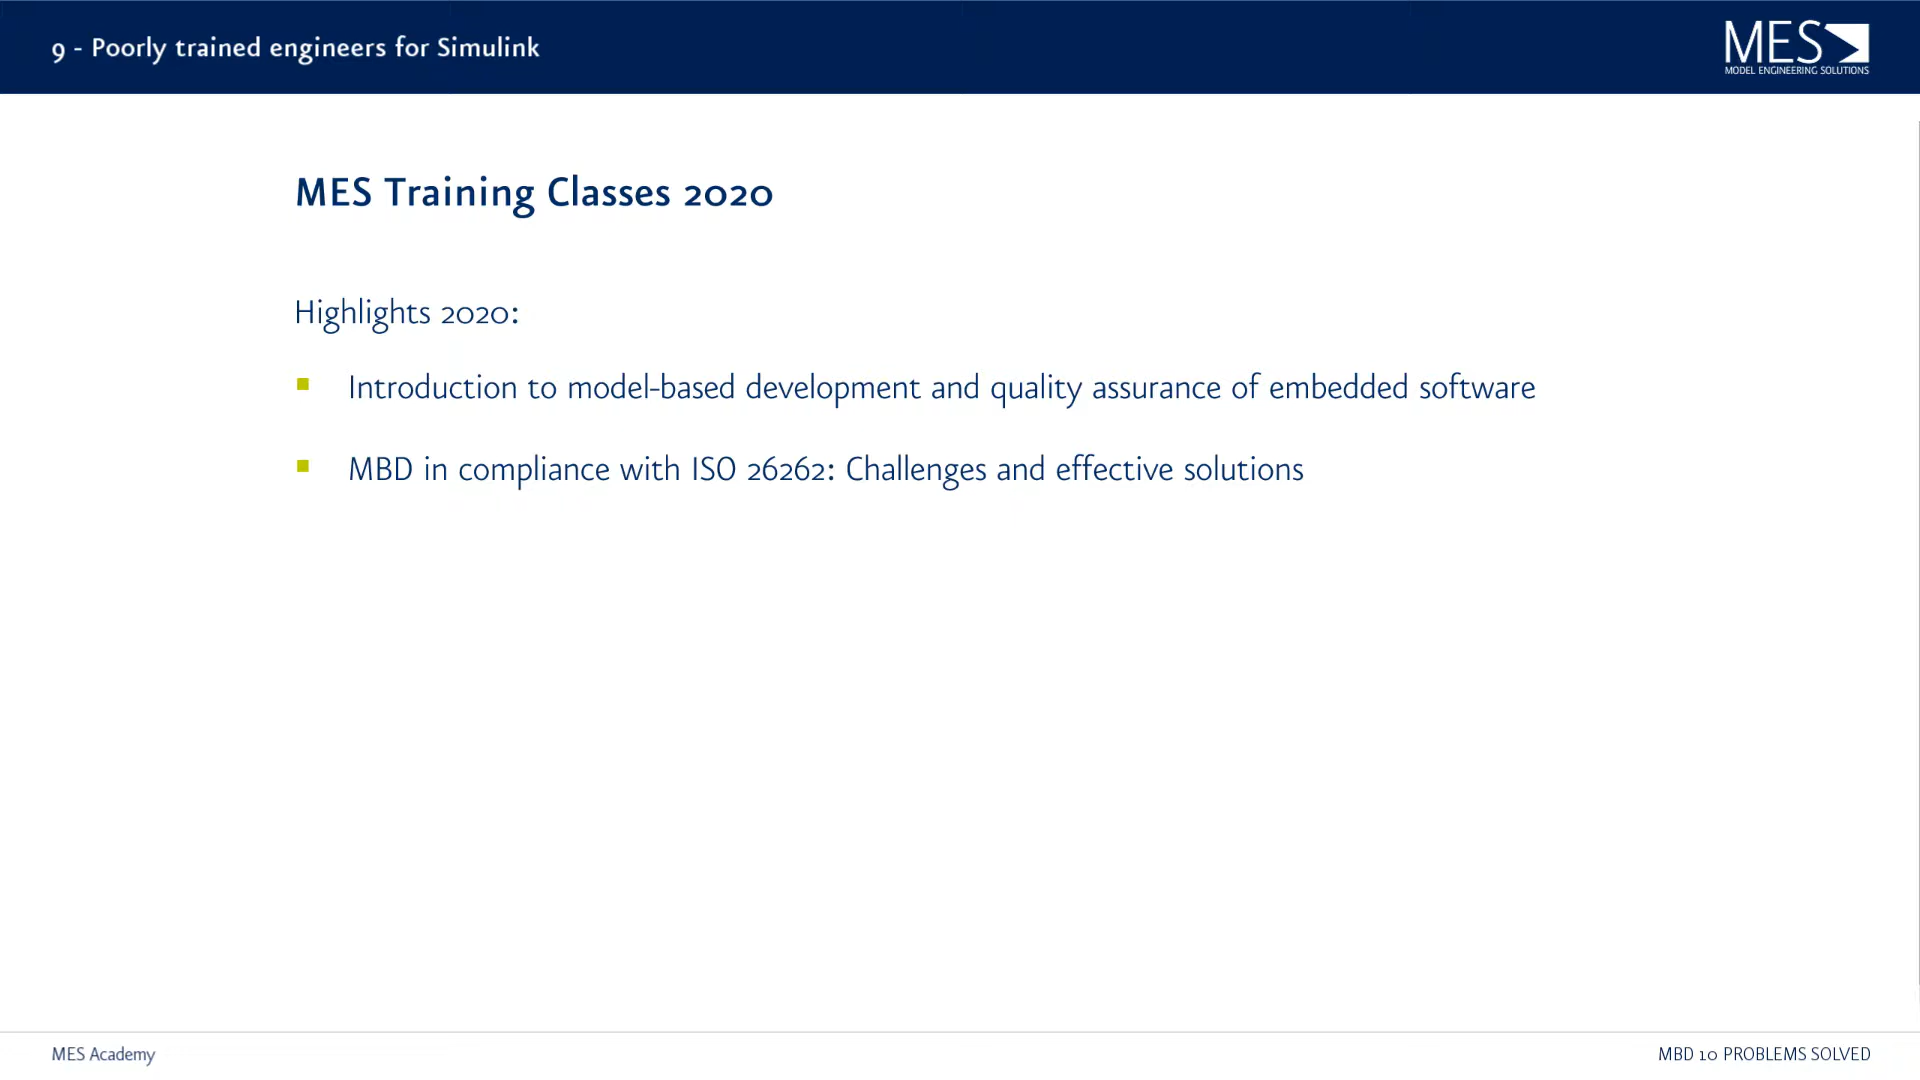 9 - Poorly trained engineers for Simulink
MES
MODEL ENGINEERING SOLUTIONS
MES Training Classes 2020
Highlights 2020:
Introduction to model-based development and quality assurance of embedded software
MBD in compliance with ISO 26262: Challenges and effective solutions
MES Academy
MBD 10 PROBLEMS SOLVED